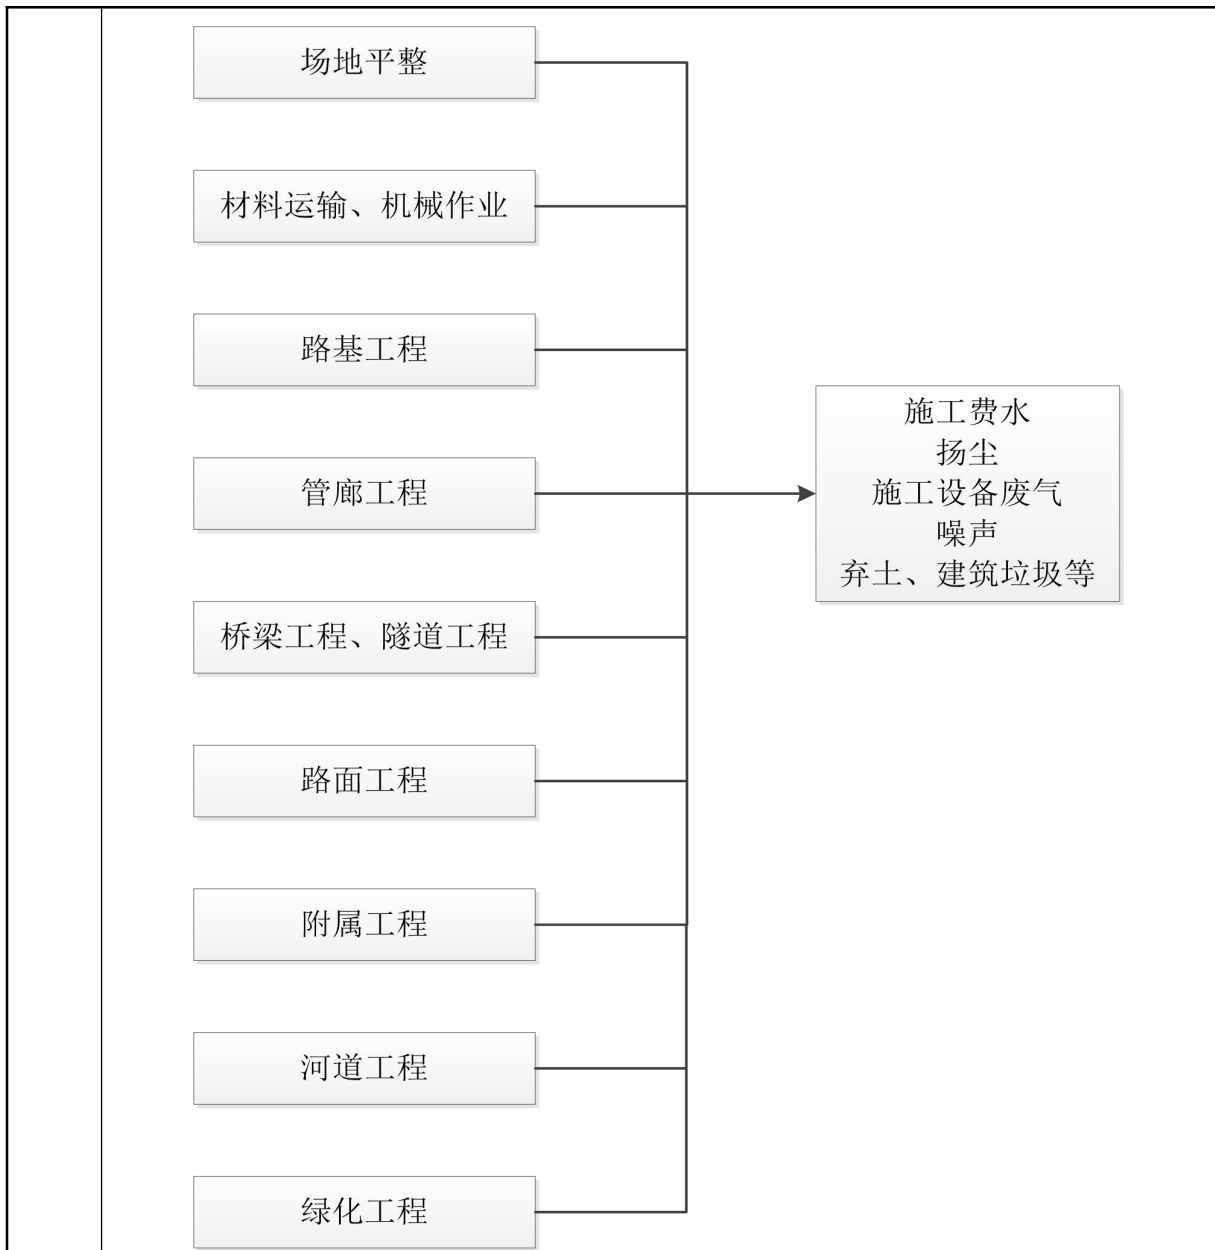 场地平整
材料运输、机械作业
路基工程
管廊工程
桥梁工程、隧道工程
路面工程
附属工程
河道工程
绿化工程
施工费水
扬尘
施工设备废气
噪声
弃土、建筑垃圾等